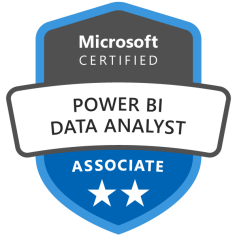 Microsoft
CERTIFIED
POWER BI
DATA ANALYST
ASSOCIATE